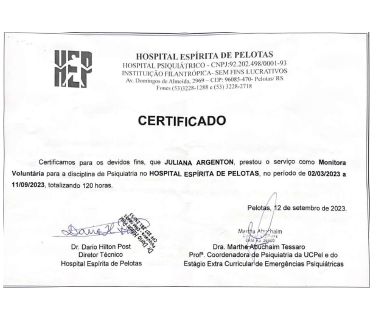 HOSPITAL ESPÍRITA DE PELOTAS
HOSPITAL PSIQUIÁTRICO - CNPJ:92.202.498/0001-93
INSTITUIÇÃO FILANTRÓPICA- SEM FINS LUCRATIVOS
Av. Domingos de Almeida, 2969 - CEP: 96085-470- Pelotas/ RS
Fones (53)3228-1288 e (53) 3228-2718
CERTIFICADO
Certificamos para os devidos fins, que JULIANA ARGENTON, prestou o serviço como Monitora
Voluntária para a disciplina de Psiquiatria no HOSPITAL ESPÍRITA DE PELOTAS, no período de 02/03/2023 a
11/09/2023, totalizando 120 horas.
Pelotas, 12 de setembro de 2023.
Martha Abuchaim
Dr. Dario Hilton Post
Diretor Técnico
Hospital Espírita de Pelotas
Dra. Martha Abuchaim Tessaro
Profª. Coordenadora de Psiquiatria da UCPel e do
Estágio Extra Curricular de Emergências Psiquiátricas